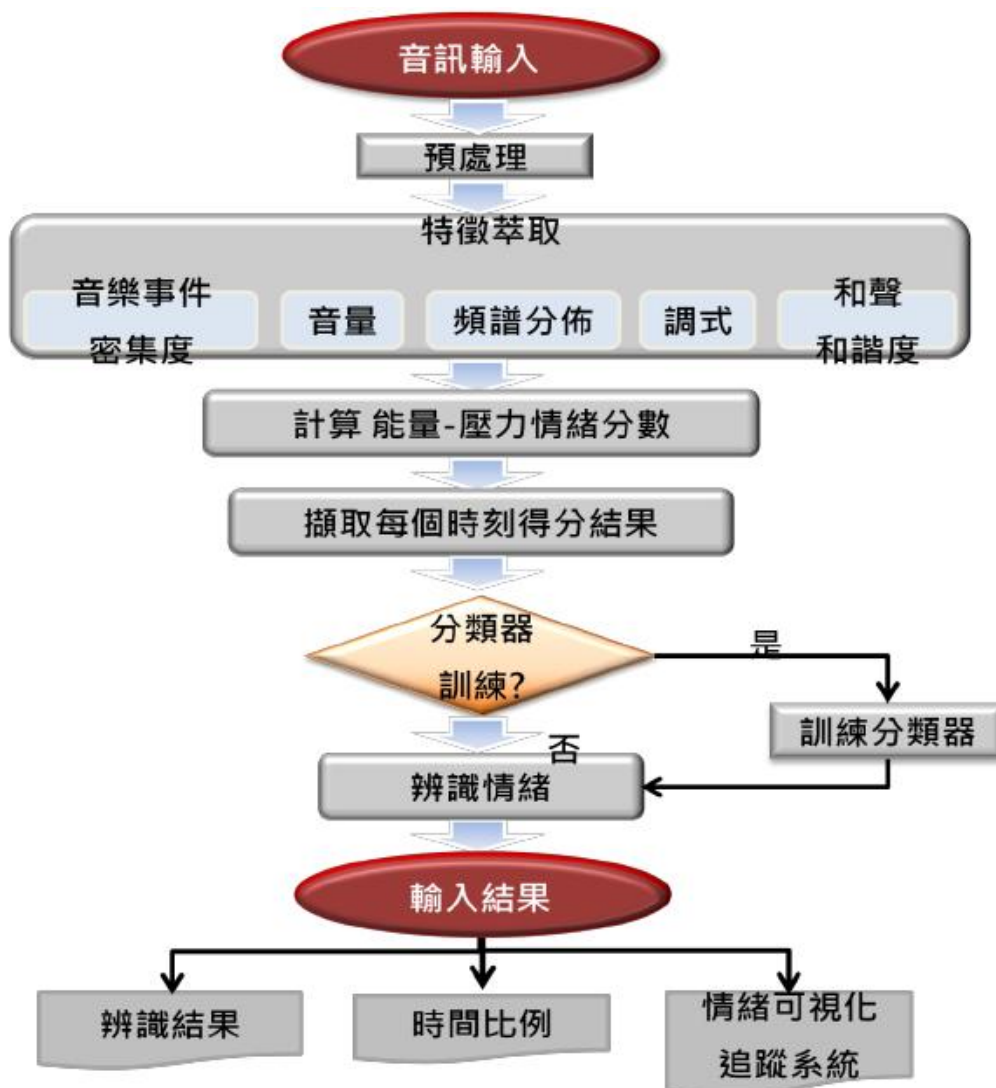 音訊輸入
預處理
特徵萃取
音樂事件
密集度
音量
頻譜分佈
調式
和聲
和諧度
計算 能量-壓力情緒分數
擷取每個時刻得分結果
分類器
訓練?
是
訓練分類器
否
辨識情緒
輸入結果
辨識結果
時間比例
情緒可視化
追蹤系統